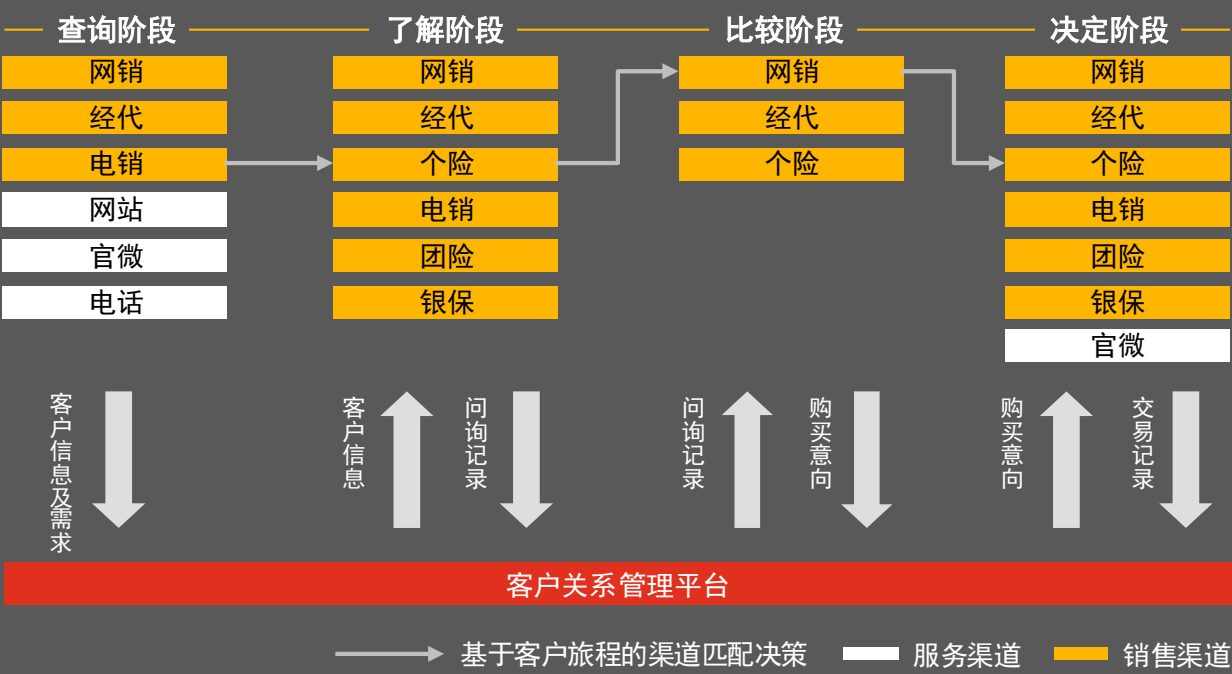 查询阶段
了解阶段
比较阶段
决定阶段
网销
经代
电销
网站
官微
电话
网销
经代
个险
电销
团险
银保
网销
经代
个险
网销
经代
个险
电销
团险
银保
官微
客户信息及需求
客户信息
问询记录
问询记录
购买意向
购买意向
交易记录
客户关系管理平台
基于客户旅程的渠道匹配决策
服务渠道
销售渠道